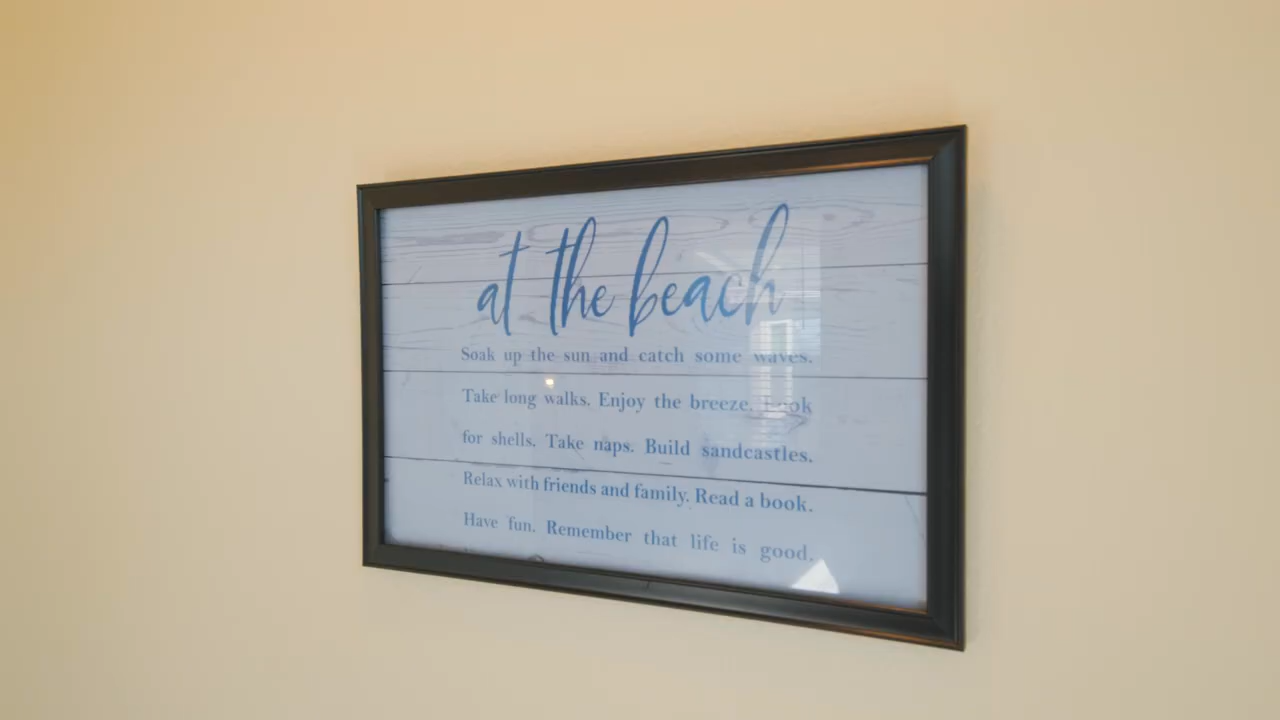 at the beach
Soak up the sun and catch some waves.
Take long walks. Enjoy the breeze. Look
for shells. Take naps. Build sandcastles.
Relax with friends and family. Read a book.
Have fun. Remember that life is good.